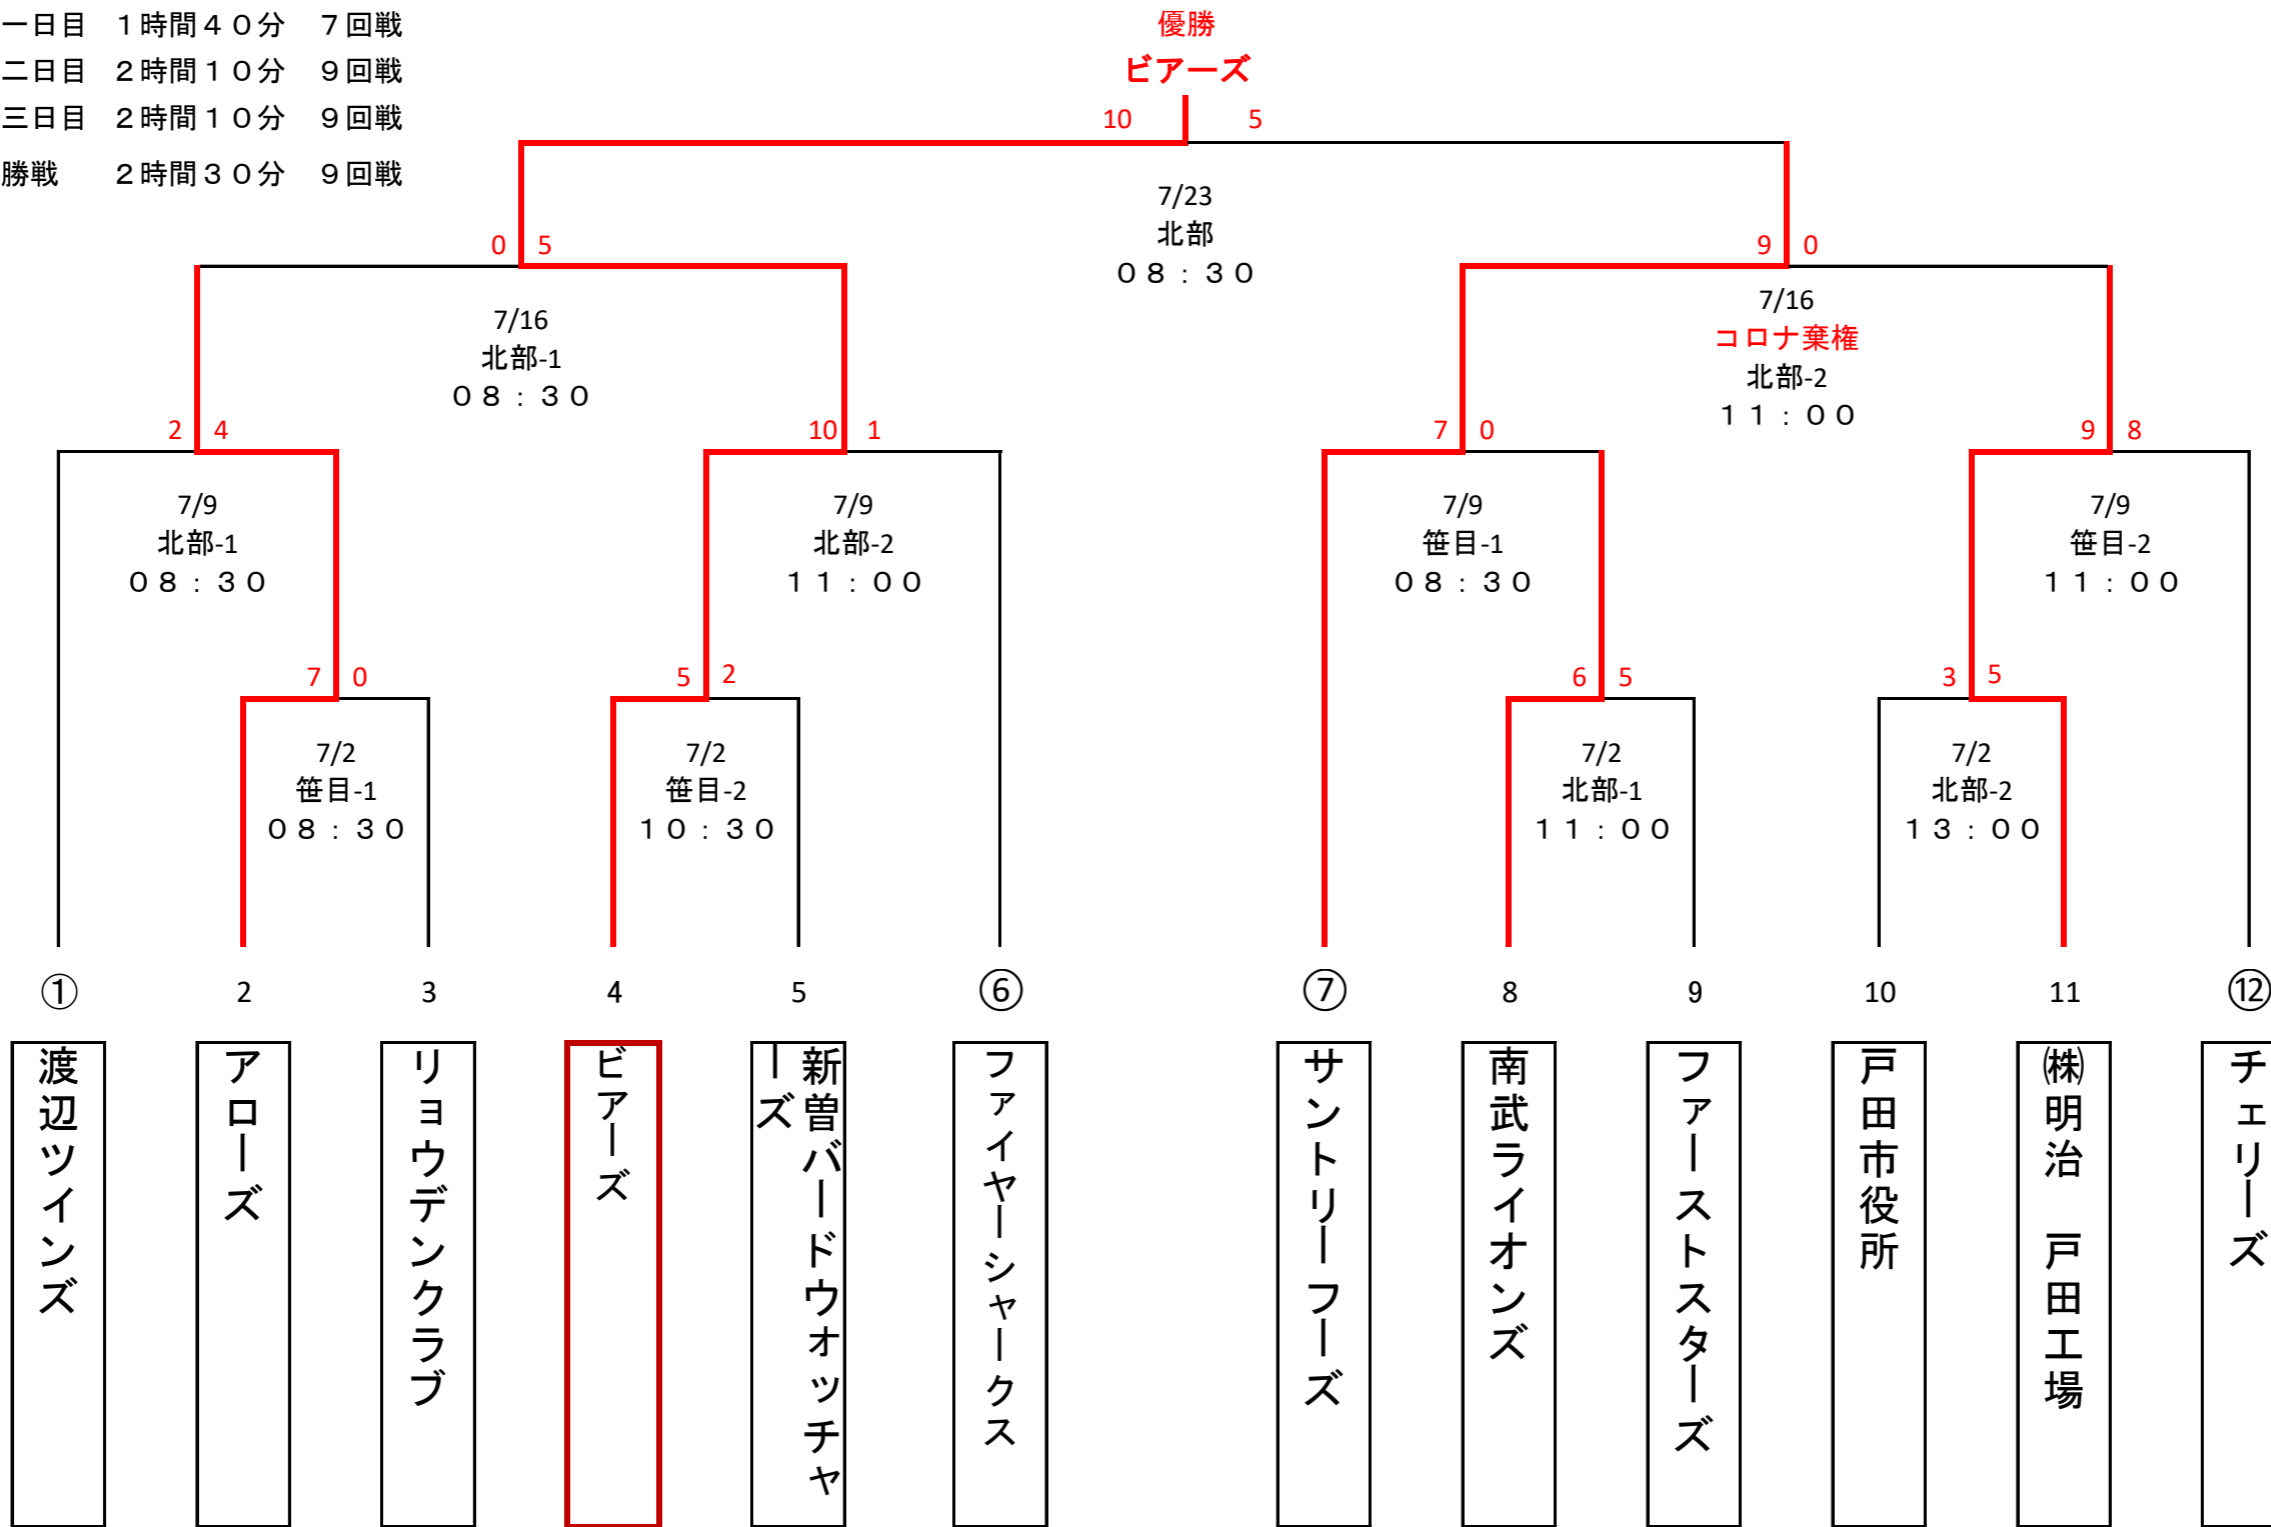 一日目　１時間４０分　７回戦
二日目　２時間１０分　９回戦
三日目　２時間１０分　９回戦
勝戦　２時間３０分　９回戦
優勝
ビアーズ
10 5
7/23
北部
０８：３０
0 5
9 0
7/16
北部-1
０８：３０
7/16
コロナ棄権
北部-2
１１：００
2 4
10 1
7 0
9 8
7/9
北部-1
０８：３０
7/9
北部-2
１１：００
7/9
笹目-1
０８：３０
7/9
笹目-2
１１：００
7 0
5 2
6 5
3 5
7/2
笹目-1
０８：３０
7/2
笹目-2
１０：３０
7/2
北部-1
１１：００
7/2
北部-2
１３：００
① 2 3 4 5 ⑥ ⑦ 8 9 10 11 ⑫
渡辺ツインズ
アローズ
リョウデンクラブ
ビアーズ
新曽バードウオッチャ
ーズ
ファイヤーシャークス
サントリーフーズ
南武ライオンズ
ファーストスターズ
戸田市役所
㈱明治　戸田工場
チェリーズ